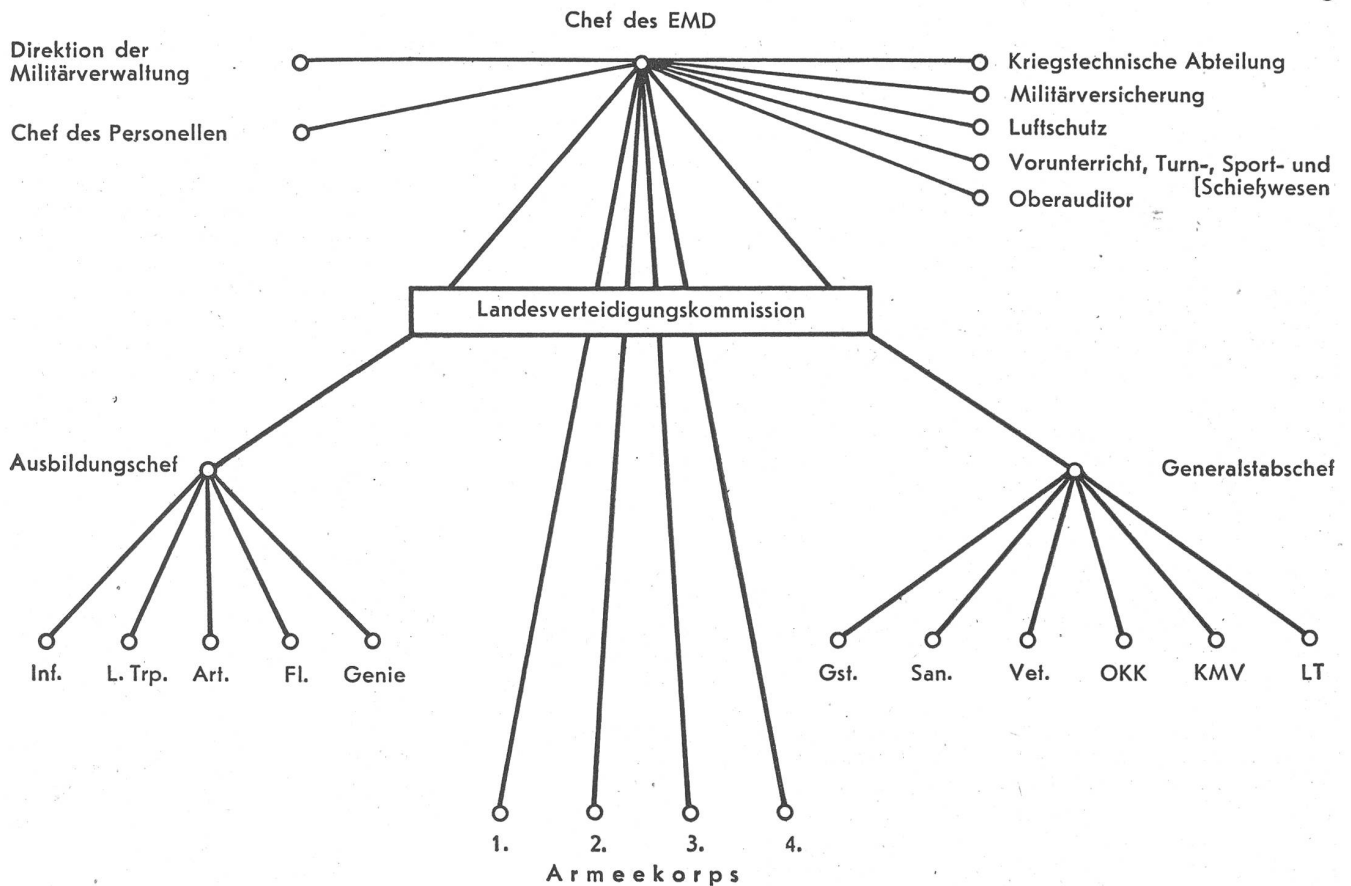 Chef des EMD
Direktion der
Militärverwaltung
Chef des Personellen
Kriegstechnische Abteilung
Militärversicherung
Luftschutz
Vorunterricht, Turn-, Sport- und
[Schießwesen
Oberauditor
Landesverteidigungskommission
Ausbildungschef
Generalstabschef
Inf.
L. Trp.
Art.
Fl.
Genie
Gst.
San.
Vet.
OKK
KMV
LT
1.
2.
3.
4.
Armeekorps